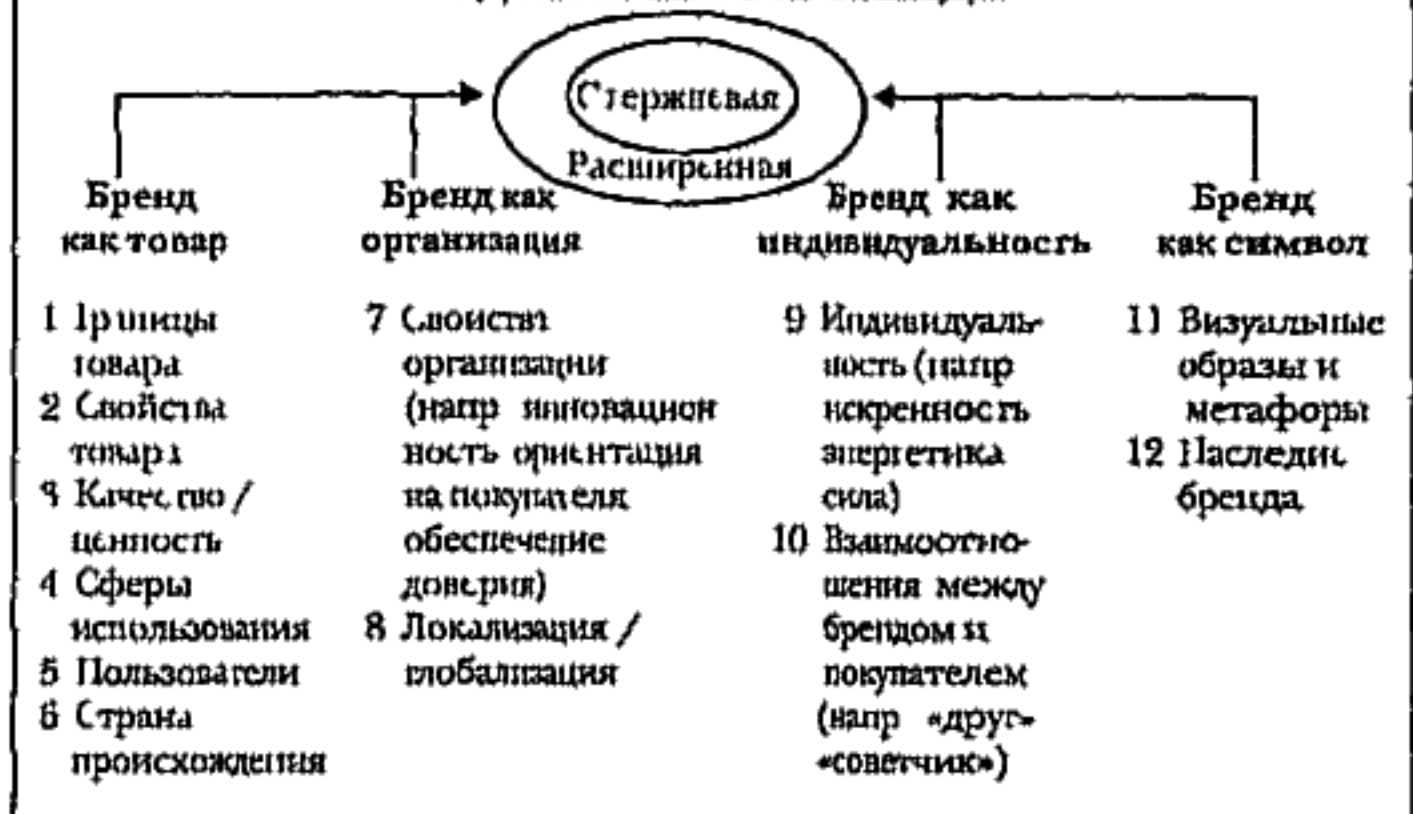 Стержневая
Расширенная
Бренд
как товар
Бренд как
организация
Бренд как
индивидуальность
Бренд
как символ
1 Границы
товара
2 Свойства
товара
3 Качество /
ценность
4 Сферы
использования
5 Пользователи
6 Страна
происхождения
7 Свойства
организации
(напр инновацион
ность ориентация
на покупателя
обеспечение
доверия)
8 Локализация /
глобализация
9 Индивидуаль-
ность (напр
искренность
энергетика
сила)
10 Взаимоотно-
шения между
брендом и
покупателем
(напр «друг»
«советчик»)
11 Визуальные
образы и
метафоры
12 Наследие
бренда